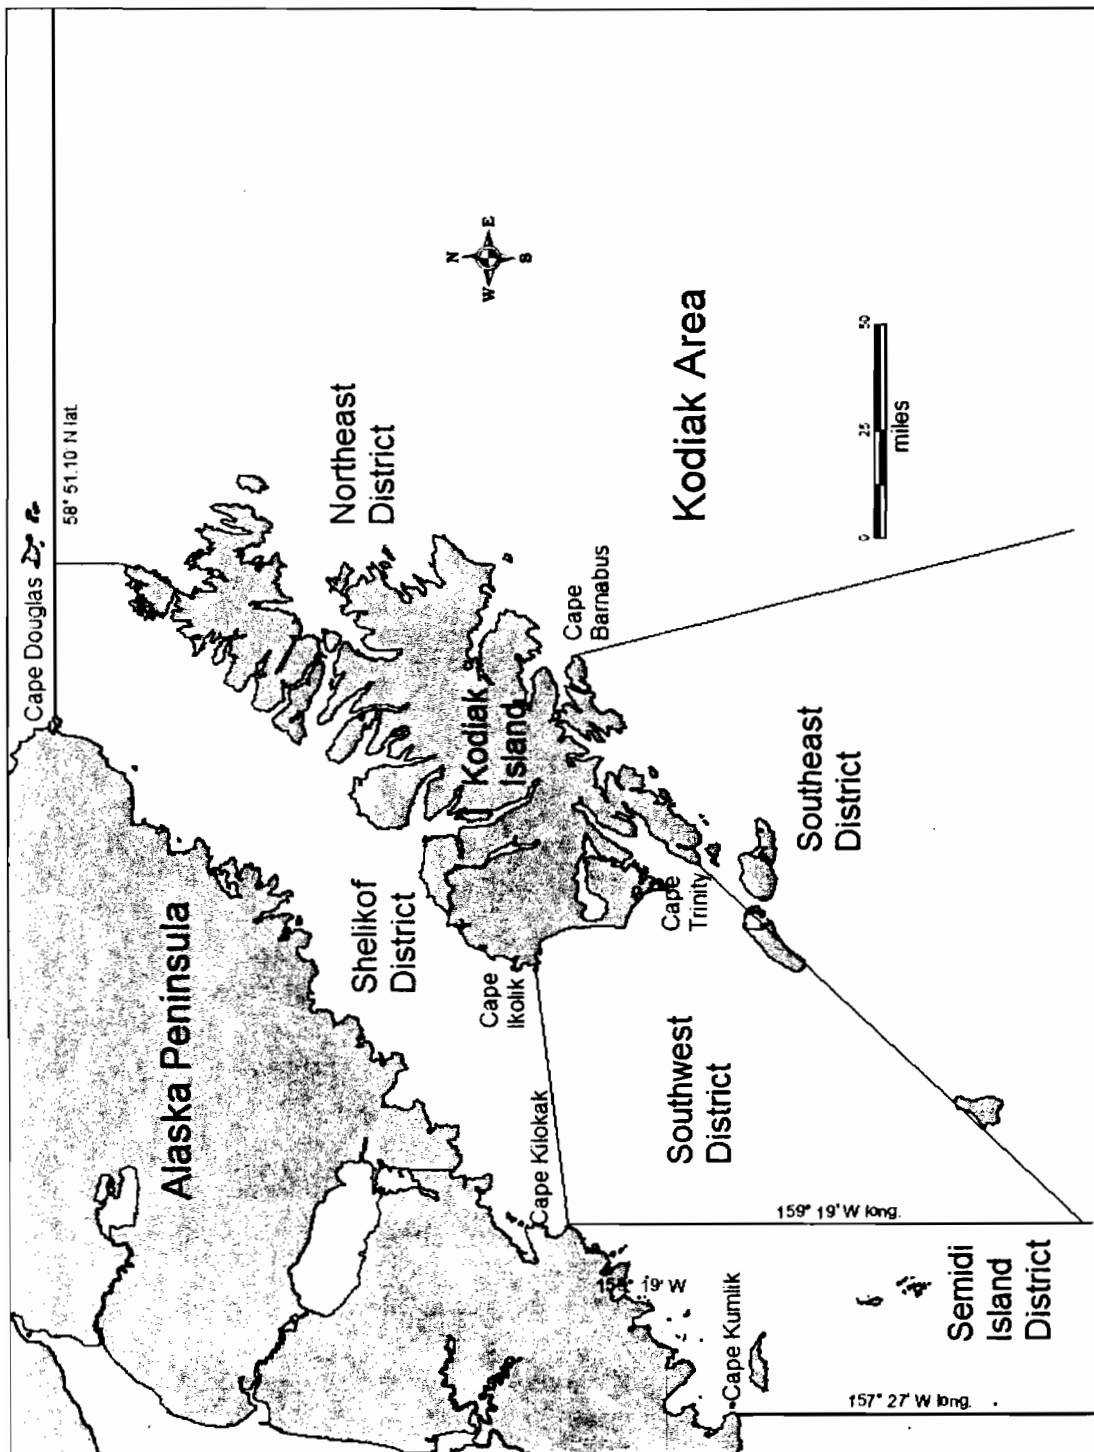 Cape Douglas
58° 51.10' N lat.
Alaska Peninsula
Shelikof
District
Northeast
District
Kodiak
Island
N
W
E
S
Kodiak Area
0
25
50
miles
Cape
Barnabus
Cape
Ikolik
Cape
Trinity
Southeast
District
Southwest
District
Cape Kilokak
159° 19' W long.
19' W
Cape Kumlik
Semidi
Island
District
157° 27' W long.